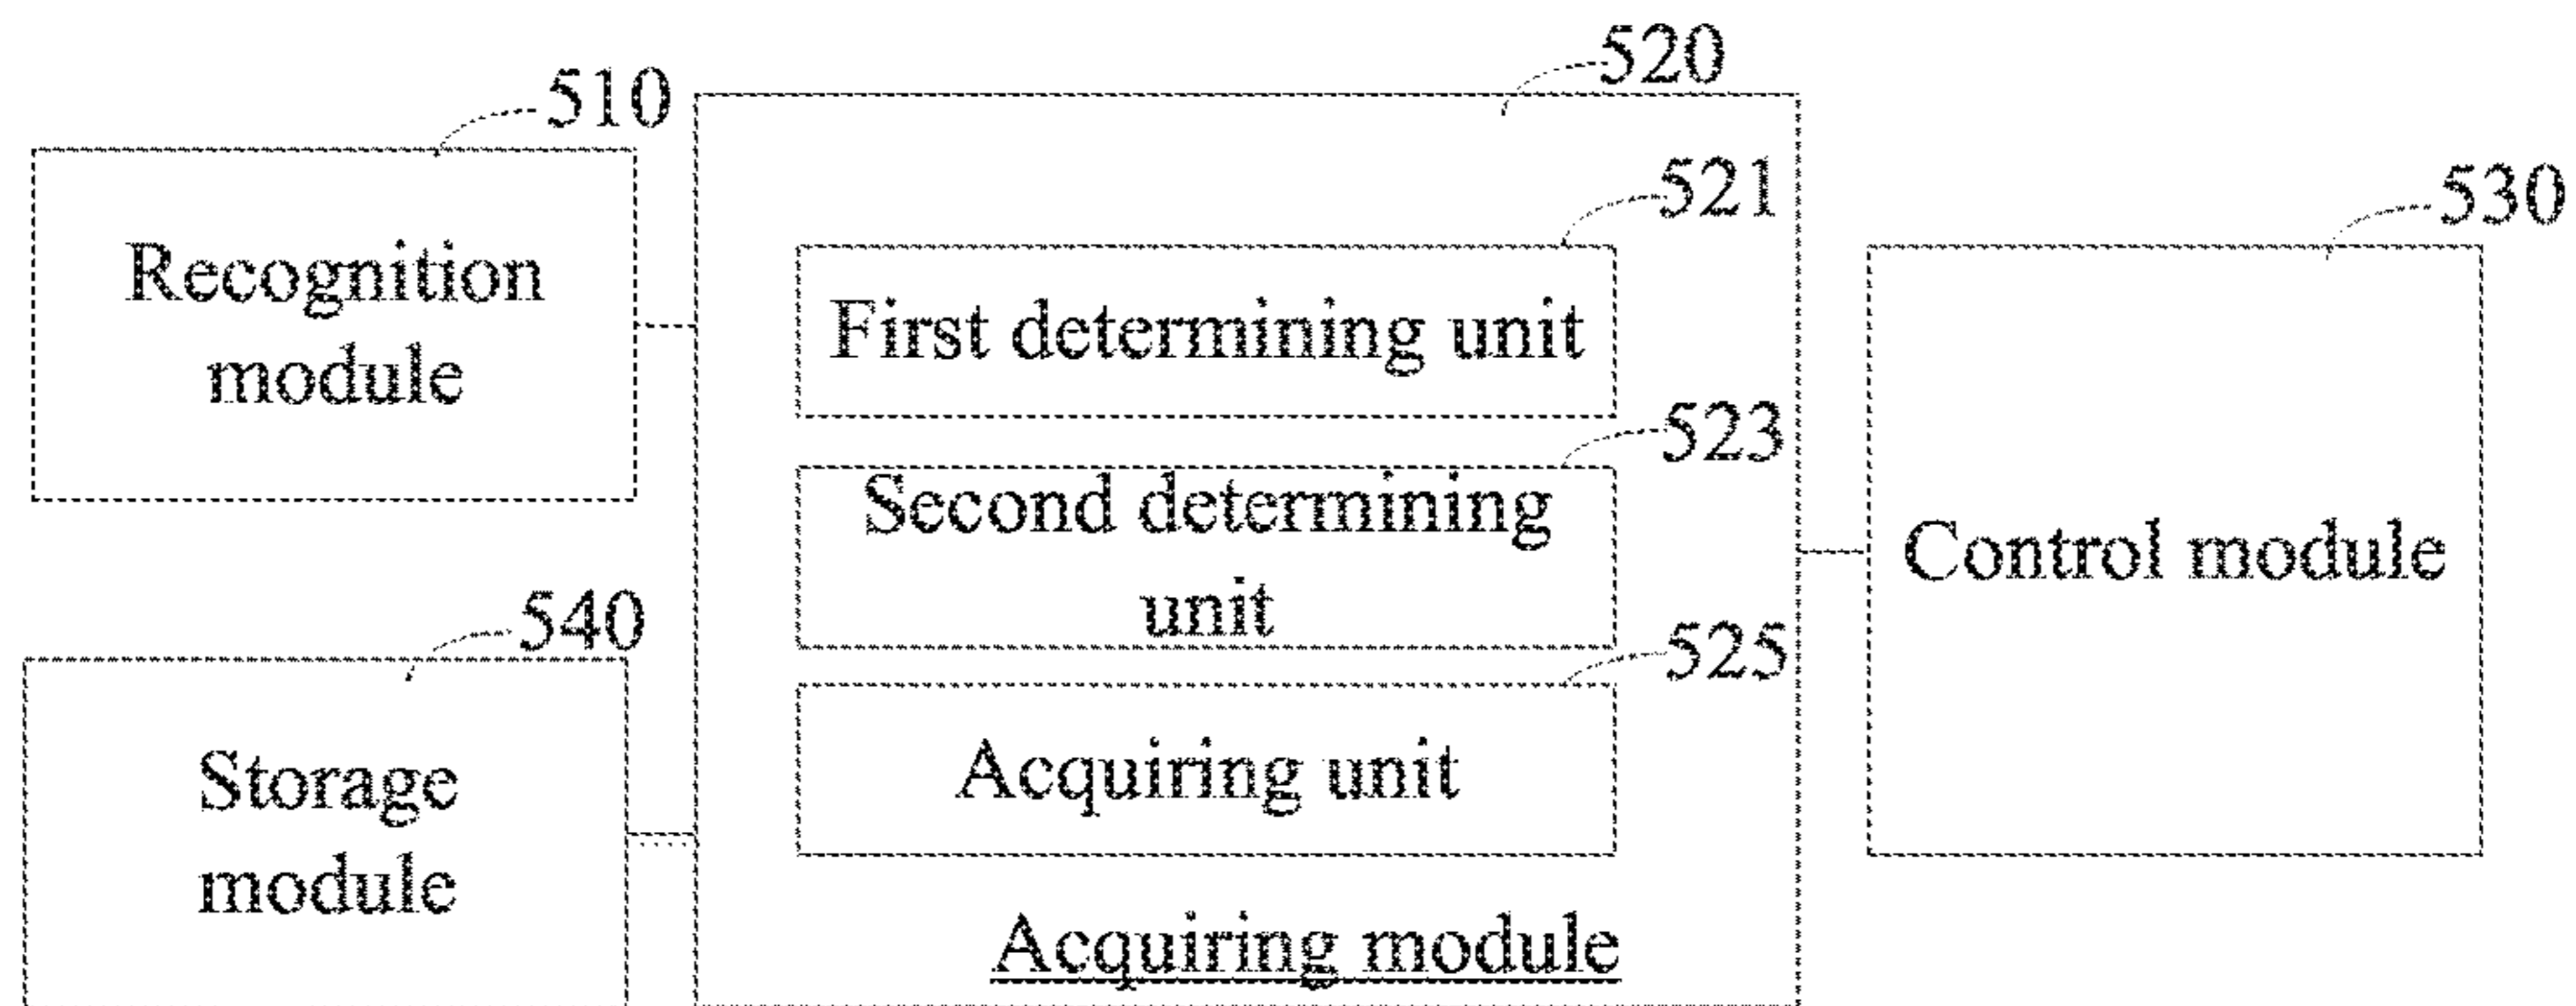 520
510
521
530
Recognition
module
First determining unit
523
Second determining
unit
Control module
540
525
Storage
module
Acquiring unit
Acquiring module